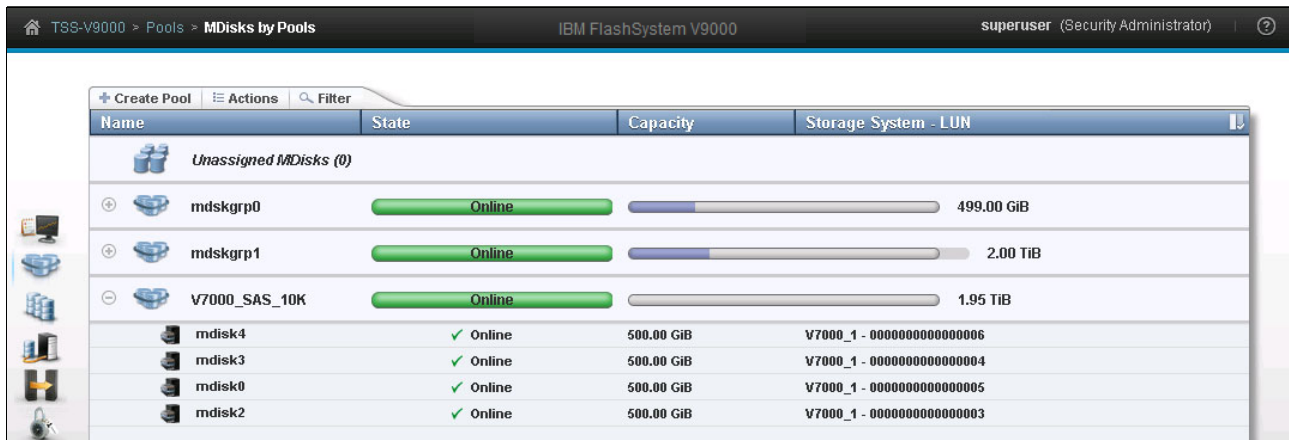 TSS-V9000 > Pools > MDisks by Pools IBM FlashSystem V9000 superuser (Security Administrator) ?
Create Pool Actions Filter
Name State Capacity Storage System - LUN
Unassigned MDisks (0)
mdskgrp0 Online 499.00 GiB
mdskgrp1 Online 2.00 TiB
V7000_SAS_10K Online 1.95 TiB
mdisk4 Online 500.00 GiB V7000_1 - 0000000000000006
mdisk3 Online 500.00 GiB V7000_1 - 0000000000000004
mdisk0 Online 500.00 GiB V7000_1 - 0000000000000005
mdisk2 Online 500.00 GiB V7000_1 - 0000000000000003